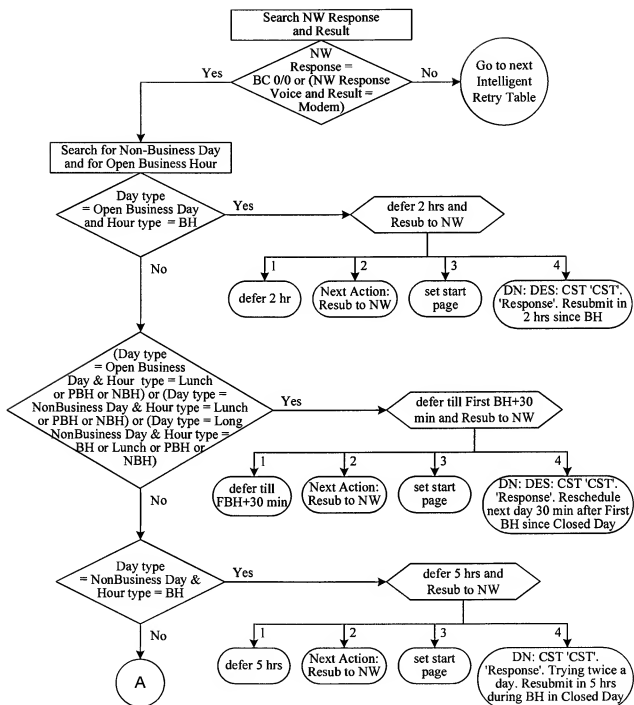 Search NW Response
and Result
NW
Response =
BC 0/0 or (NW Response
Voice and Result =
Modem)
Yes
No
Go to next
Intelligent
Retry Table
Search for Non-Business Day
and for Open Business Hour
Day type
= Open Business Day
and Hour type = BH
Yes
defer 2 hrs and
Resub to NW
No
1
2
3
4
defer 2 hr
Next Action:
Resub to NW
set start
page
DN: DES: CST 'CST'.
'Response'. Resubmit in
2 hrs since BH
(Day type
= Open Business
Day & Hour type = Lunch
or PBH or NBH) or (Day type =
NonBusiness Day & Hour type = Lunch
or PBH or NBH) or (Day type = Long
NonBusiness Day & Hour type =
BH or Lunch or PBH or
NBH)
Yes
defer till First BH+30
min and Resub to NW
No
1
2
3
4
defer till
FBH+30 min
Next Action:
Resub to NW
set start
page
DN: DES: CST 'CST'.
'Response'. Reschedule
next day 30 min after First
BH since Closed Day
Day type
= NonBusiness Day &
Hour type = BH
Yes
defer 5 hrs and
Resub to NW
No
1
2
3
4
defer 5 hrs
Next Action:
Resub to NW
set start
page
DN: CST 'CST'.
'Response'. Trying twice a
day. Resubmit in 5 hrs
during BH in Closed Day
A